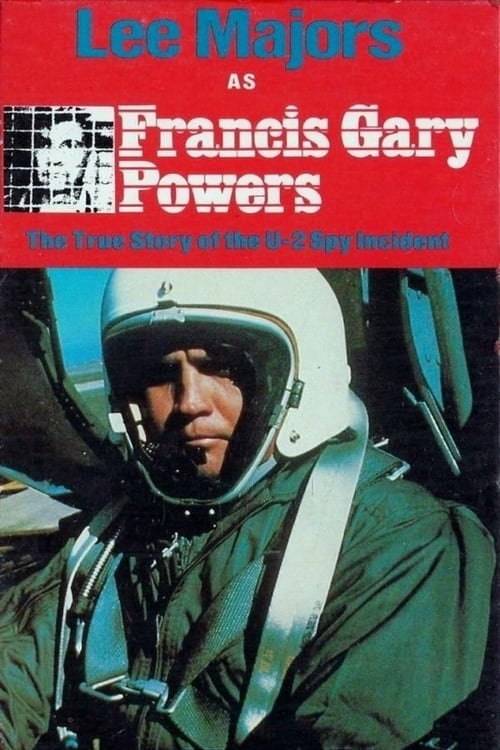 Lee Majors
AS
Francis Gary
Powers
The True Story of the U-2 Spy Incident